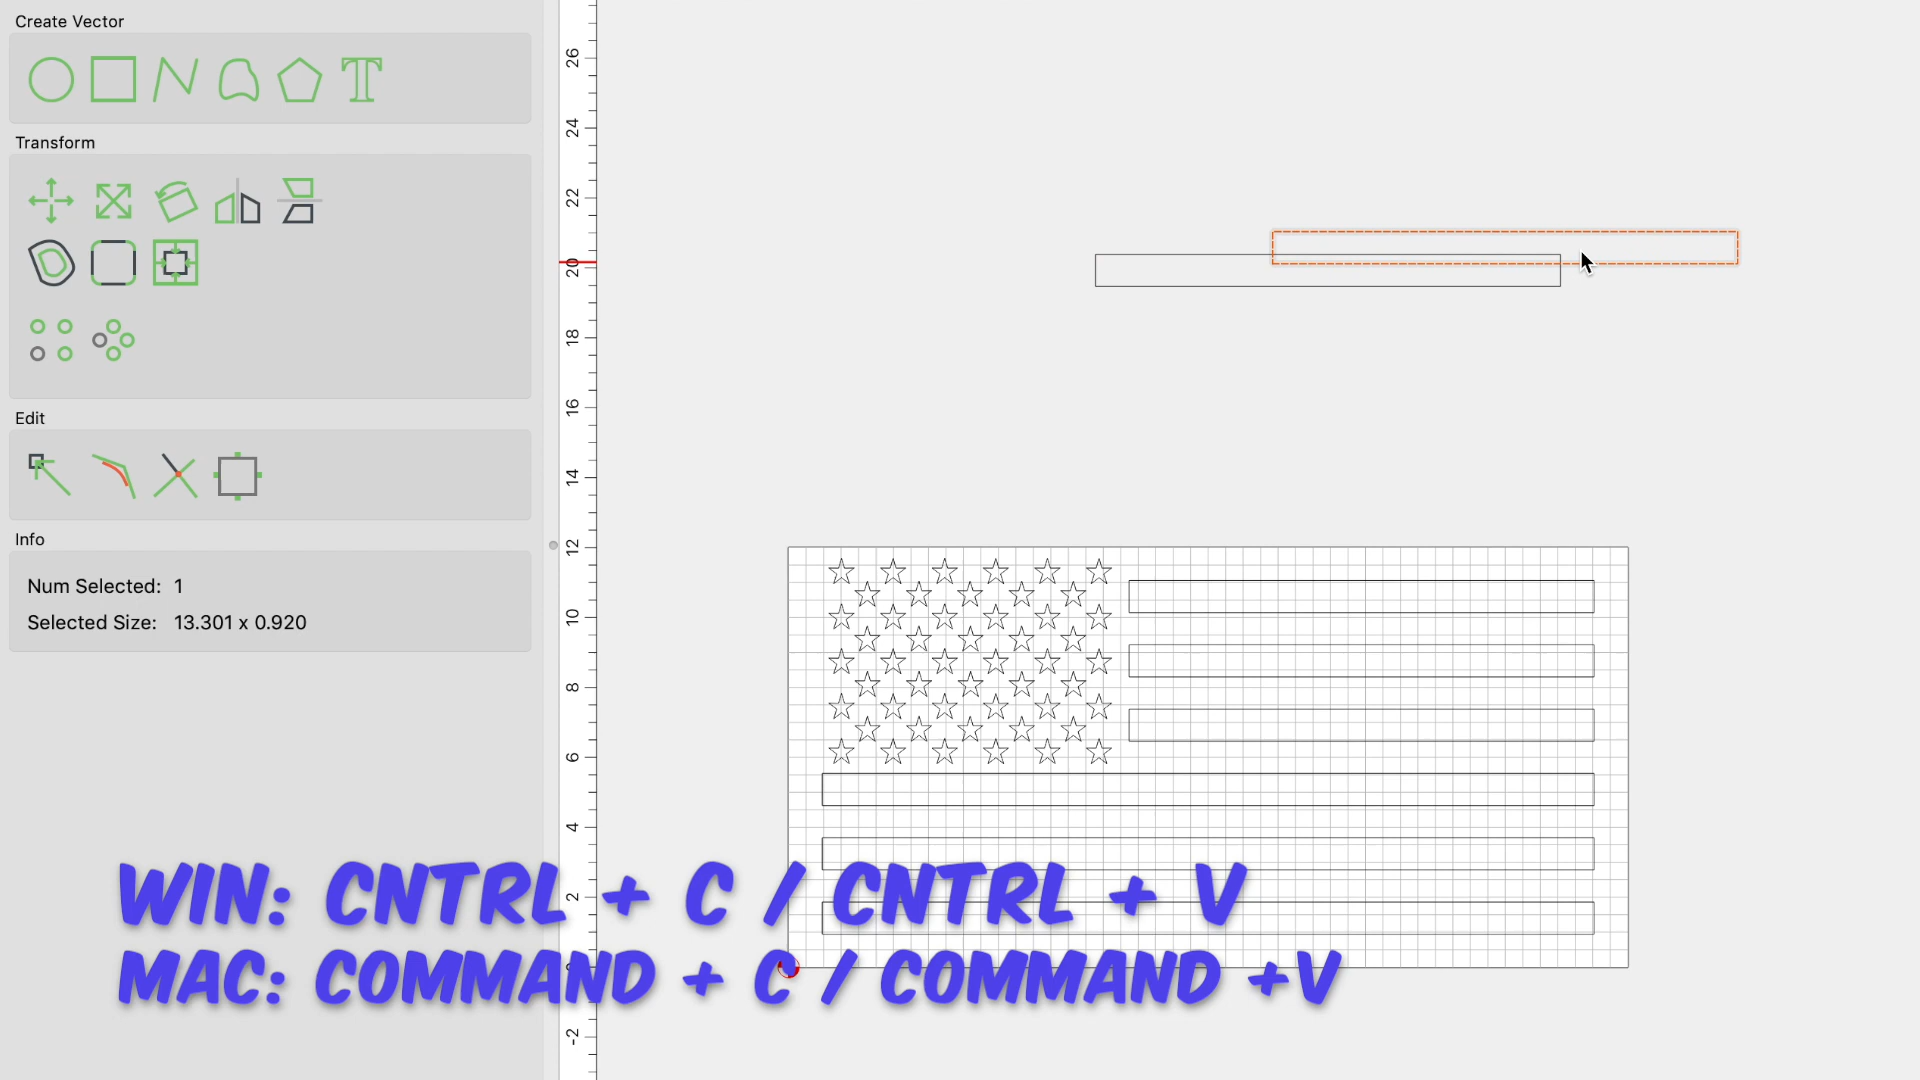 Create Vector
Transform
Edit
Info
Num Selected: 1
Selected Size: 13.301 x 0.920
26
24
22
20
18
16
14
12
10
8
6
4
2
-2
WIN: CNTRL + C / CNTRL + V
MAC: COMMAND + C / COMMAND +V